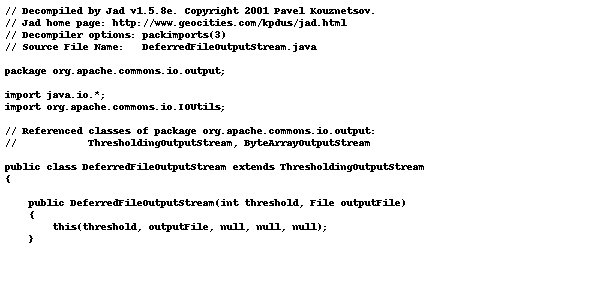 // Decompiled by Jad v1.5.8e. Copyright 2001 Pavel Kouznetsov.
// Jad home page: http://www.geocities.com/kpdus/jad.html
// Decompiler options: packimports(3)
// Source File Name:   DeferredFileOutputStream.java
package org.apache.commons.io.output;
import java.io.*;
import org.apache.commons.io.IOUtils;
// Referenced classes of package org.apache.commons.io.output:
//            ThresholdingOutputStream, ByteArrayOutputStream
public class DeferredFileOutputStream extends ThresholdingOutputStream
{
    public DeferredFileOutputStream(int threshold, File outputFile)
    {
        this(threshold, outputFile, null, null, null);
    }